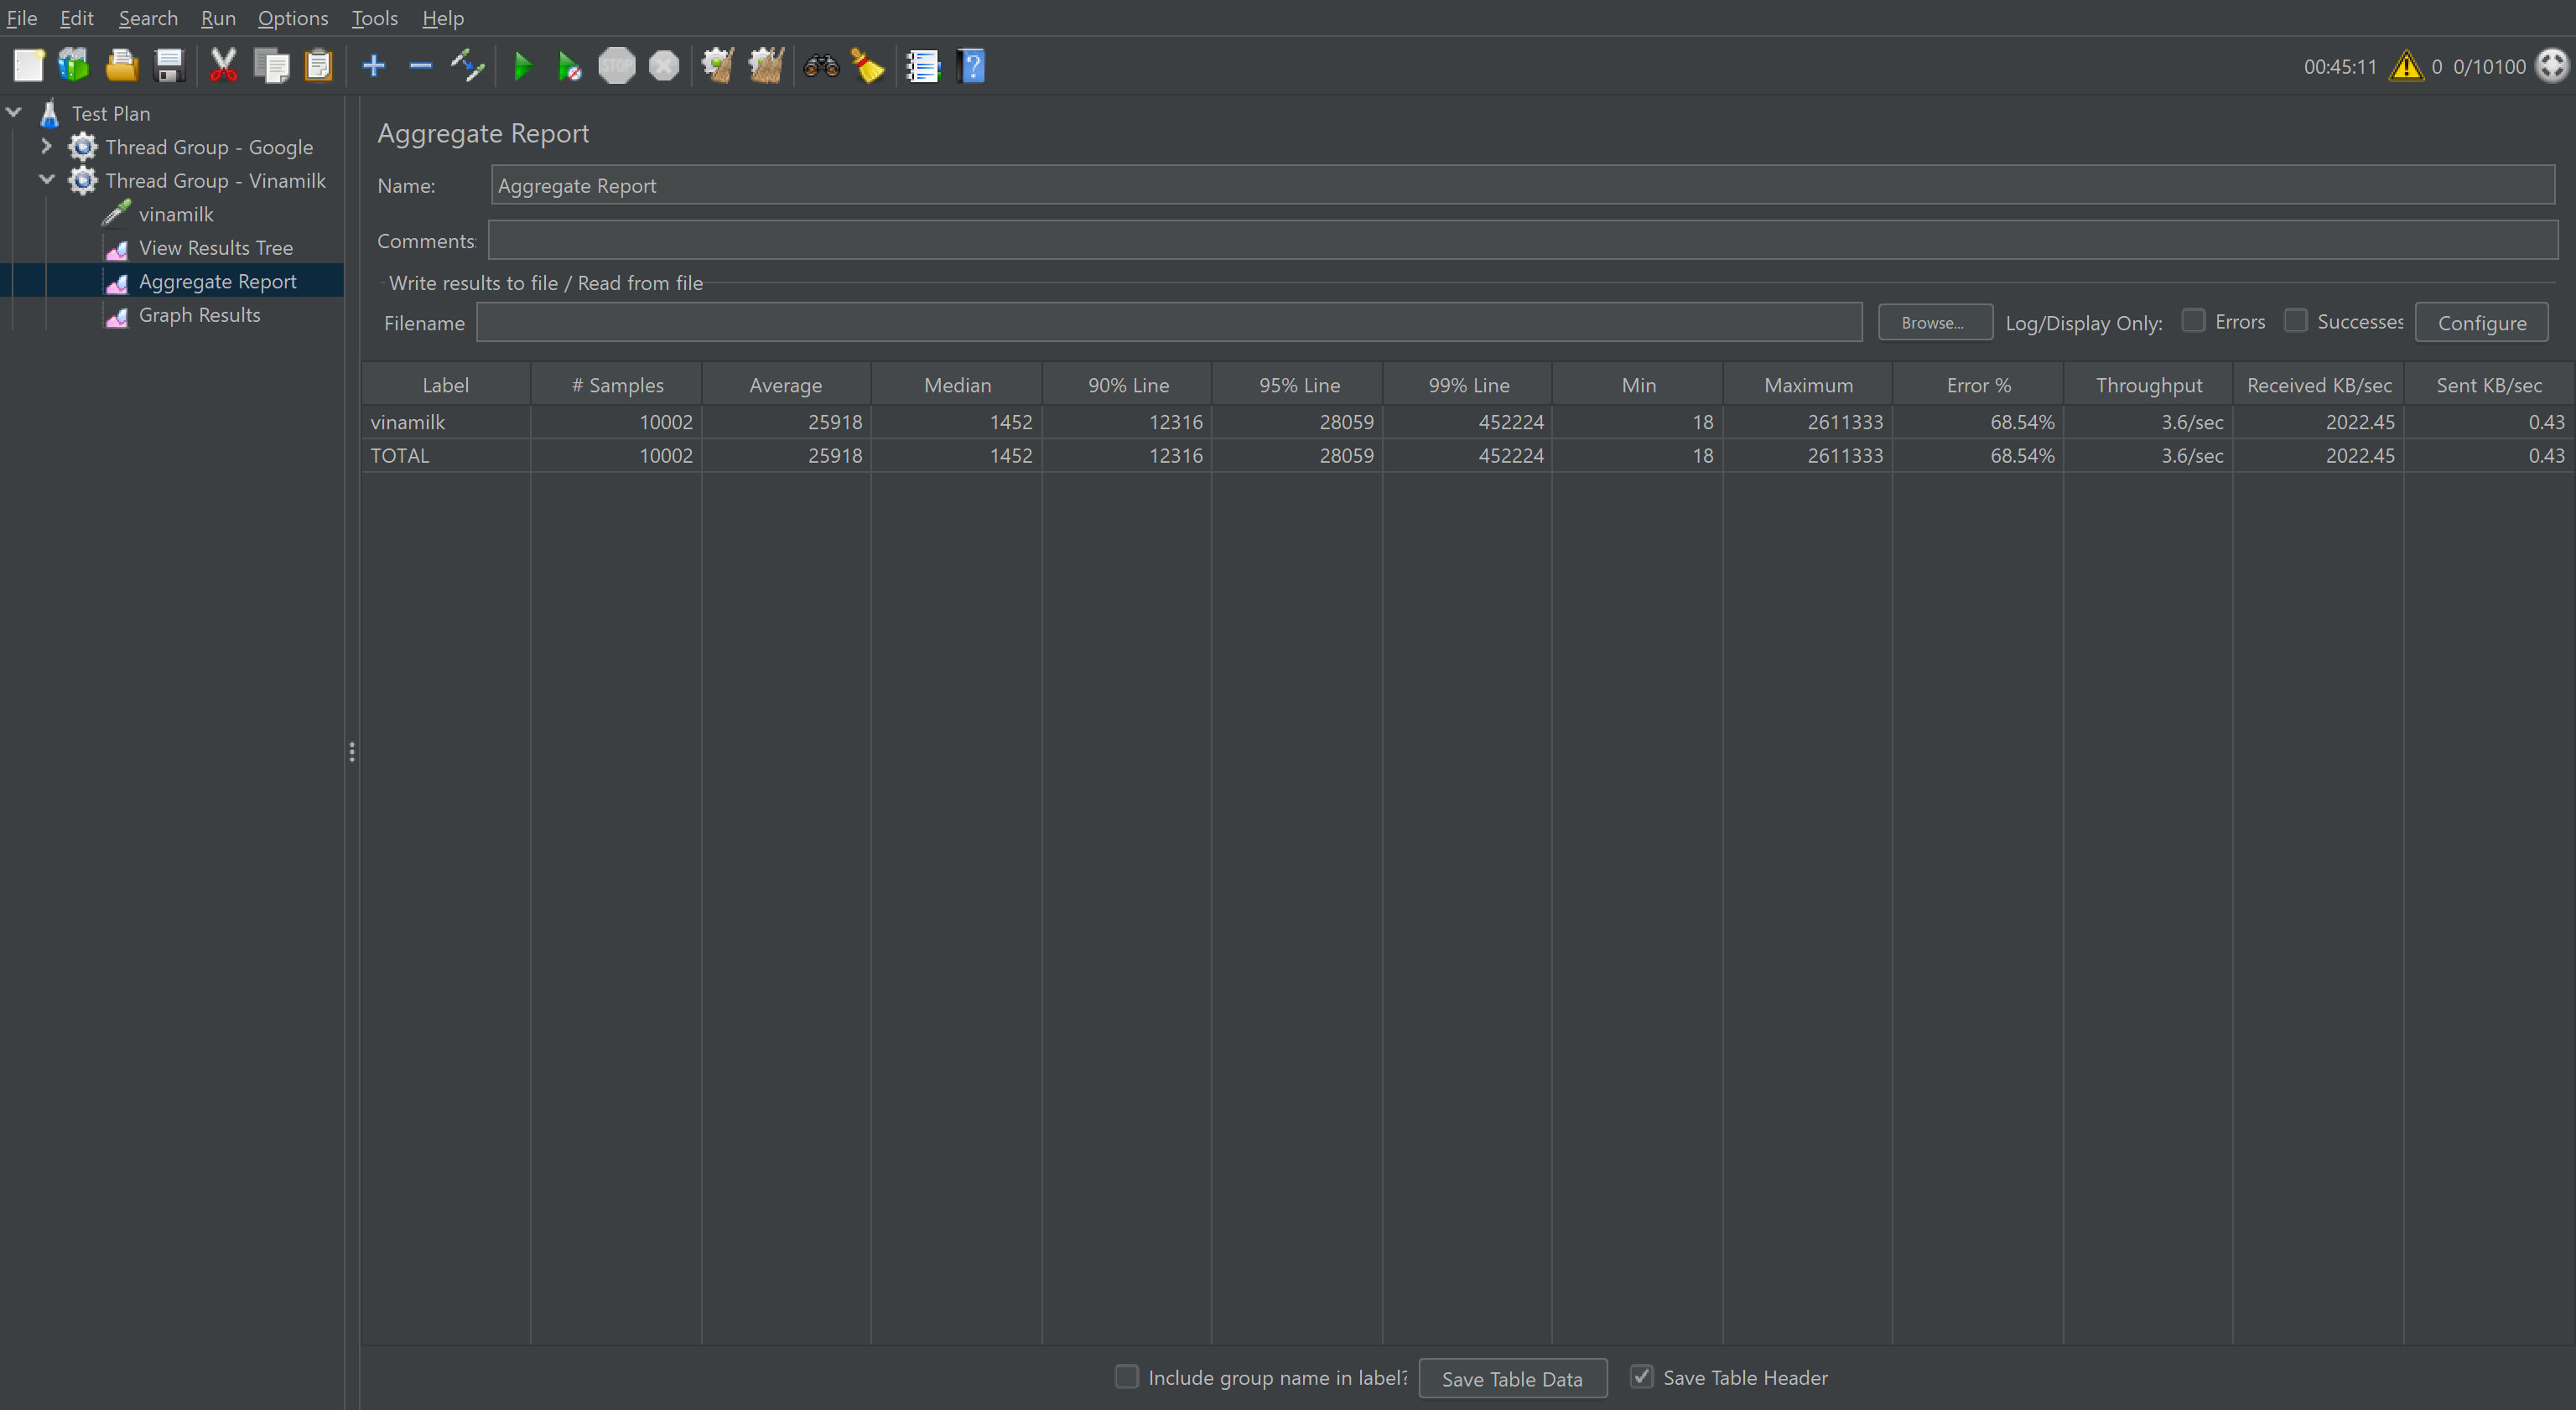 File Edit Search Run Options Tools Help
STOP
00:45:11 0 0/10100
Test Plan
Thread Group - Google
Thread Group - Vinamilk
vinamilk
View Results Tree
Aggregate Report
Graph Results
Aggregate Report
Name: Aggregate Report
Comments:
Write results to file / Read from file
Filename Browse... Log/Display Only: Errors Successes Configure
Label # Samples Average Median 90% Line 95% Line 99% Line Min Maximum Error % Throughput Received KB/sec Sent KB/sec
vinamilk 10002 25918 1452 12316 28059 452224 18 2611333 68.54% 3.6/sec 2022.45 0.43
TOTAL 10002 25918 1452 12316 28059 452224 18 2611333 68.54% 3.6/sec 2022.45 0.43
Include group name in label? Save Table Data Save Table Header